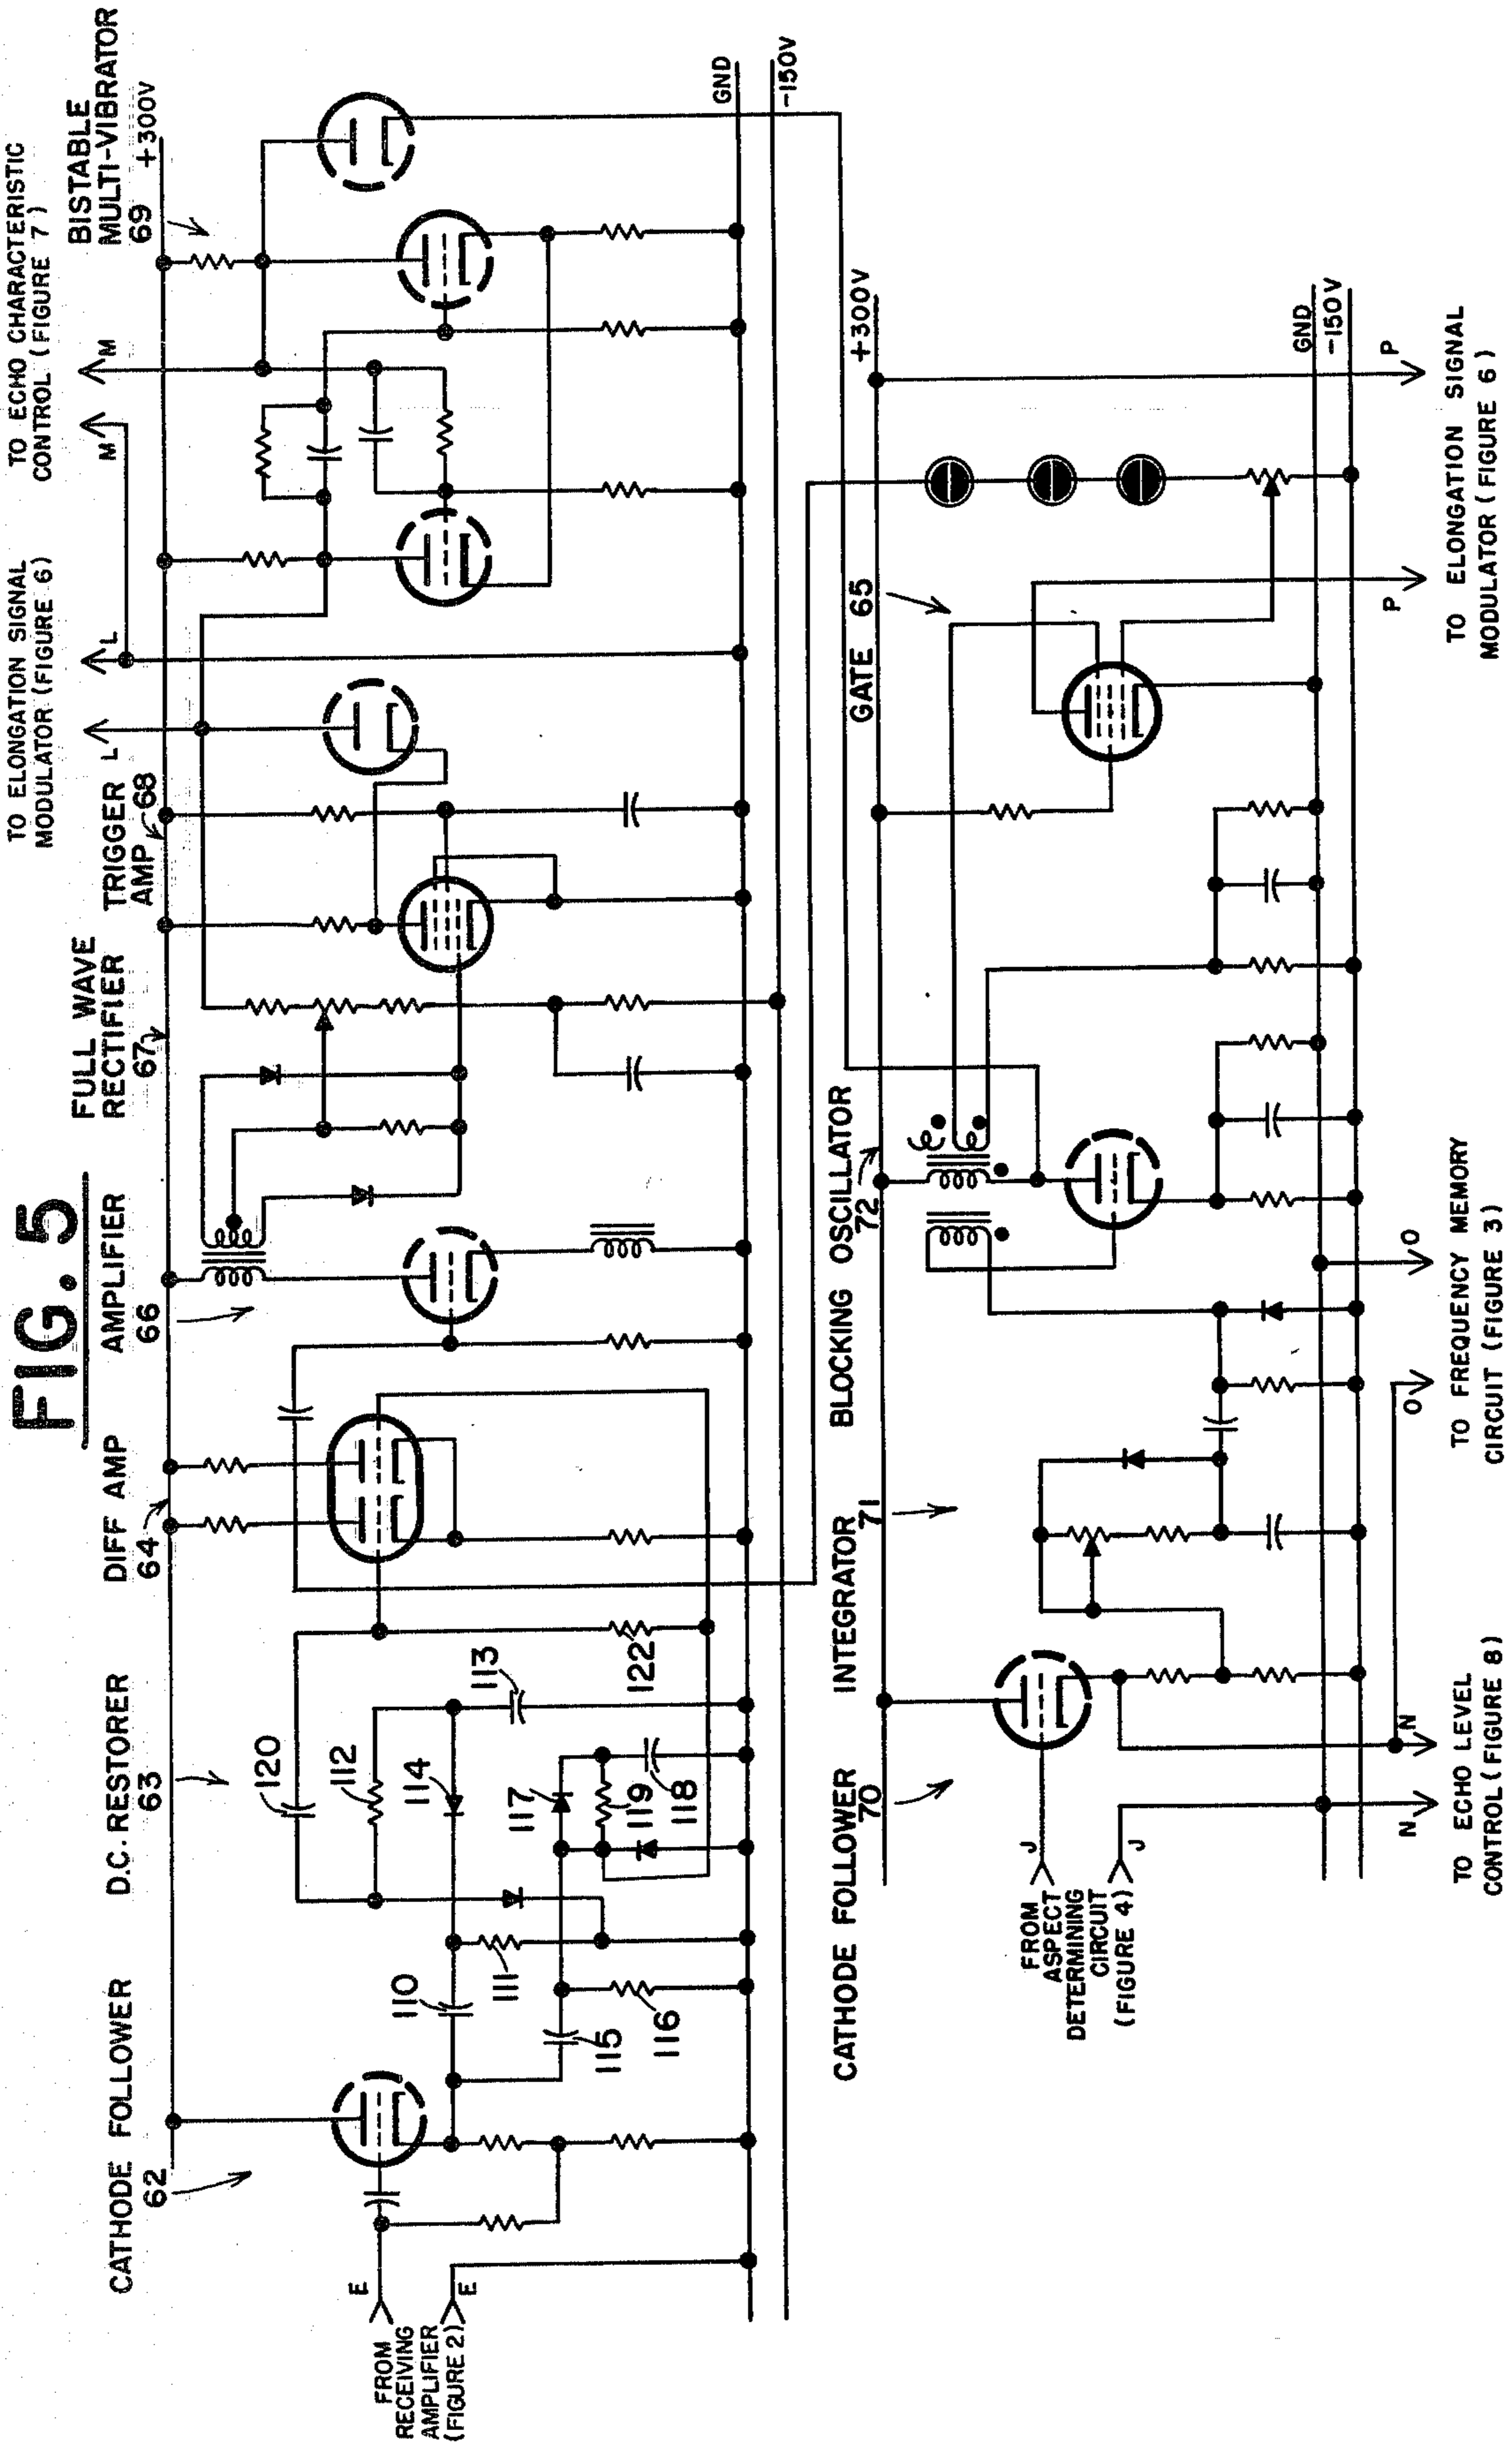 FIG. 5
CATHODE FOLLOWER
62
D.C. RESTORER
63
DIFF AMP
64
AMPLIFIER
66
FULL WAVE
RECTIFIER
67
TRIGGER
AMP
68
TO ELONGATION SIGNAL
MODULATOR (FIGURE 6)
L
L
TO ECHO CHARACTERISTIC
CONTROL (FIGURE 7)
M
M
BISTABLE
MULTI-VIBRATOR
69
+300V
GND
-150V
E
E
FROM
RECEIVING
AMPLIFIER
(FIGURE 2)
110
111
112
113
114
115
116
117
118
119
120
122
CATHODE FOLLOWER
70
INTEGRATOR
71
BLOCKING OSCILLATOR
72
GATE 65
+300V
GND
-150V
J
J
FROM
ASPECT
DETERMINING
CIRCUIT
(FIGURE 4)
N
N
TO ECHO LEVEL
CONTROL (FIGURE 8)
O
O
TO FREQUENCY MEMORY
CIRCUIT (FIGURE 3)
P
P
TO ELONGATION SIGNAL
MODULATOR (FIGURE 6)